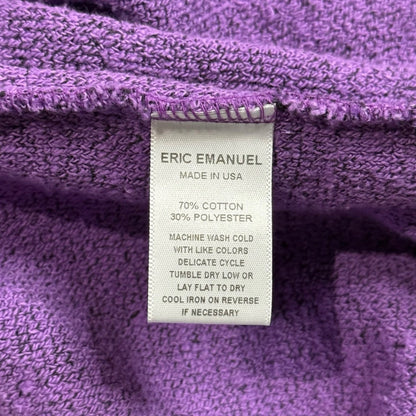 ERIC EMANUEL
MADE IN USA
70% COTTON
30% POLYESTER
MACHINE WASH COLD
WITH LIKE COLORS
DELICATE CYCLE
TUMBLE DRY LOW OR
LAY FLAT TO DRY
COOL IRON ON REVERSE
IF NECESSARY